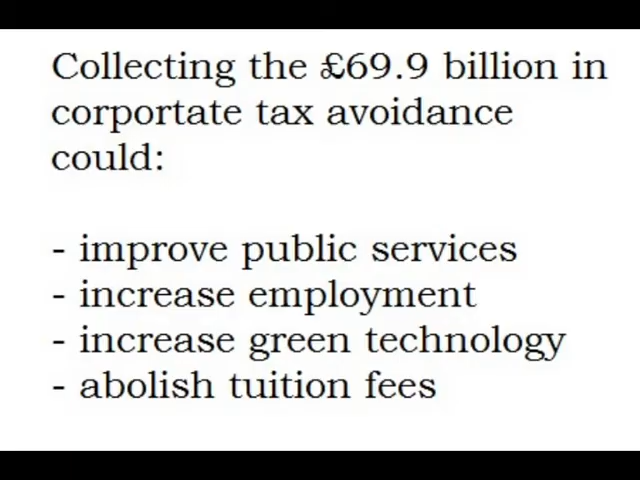 Collecting the £69.9 billion in
corportate tax avoidance
could:
- improve public services
- increase employment
- increase green technology
- abolish tuition fees